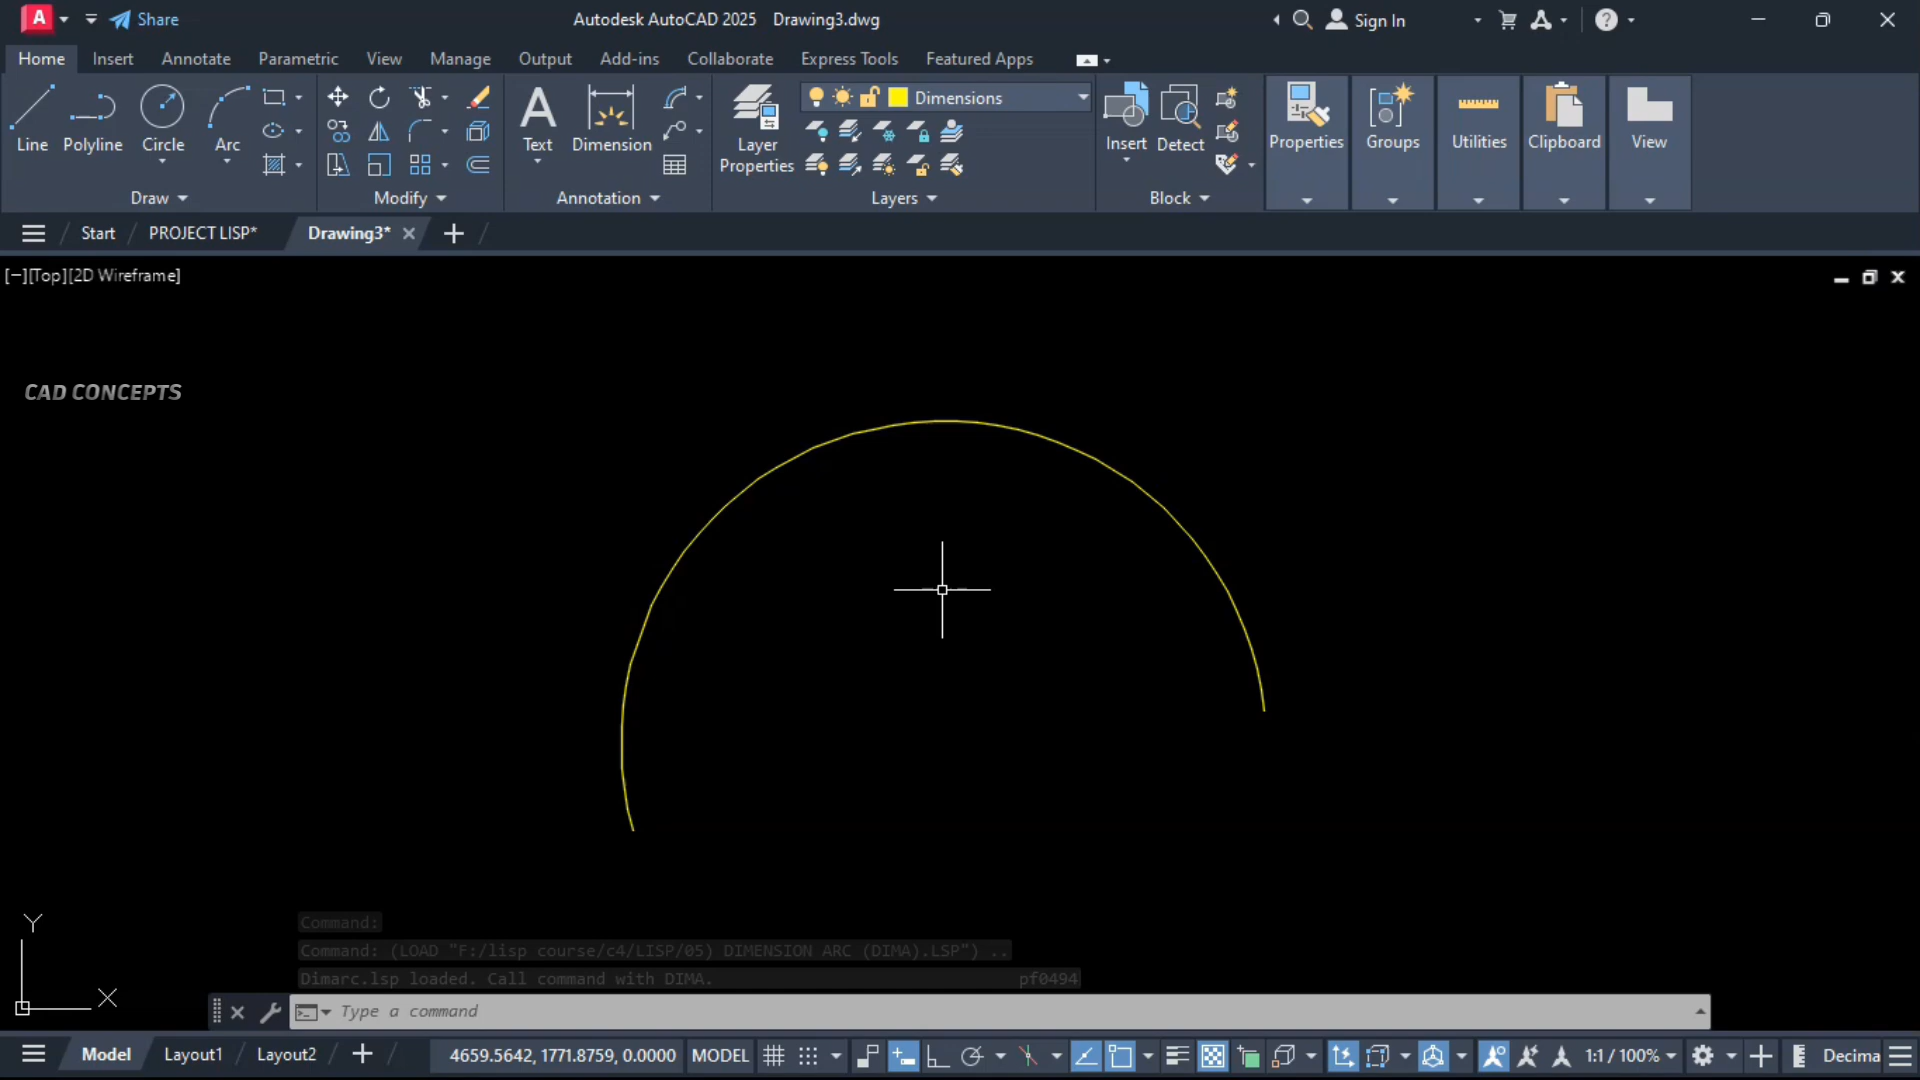 A Share Autodesk AutoCAD 2025 Drawing3.dwg Sign In
Home Insert Annotate Parametric View Manage Output Add-ins Collaborate Express Tools Featured Apps
Line Polyline Circle Arc
A Text Dimension
Layer Properties
Dimensions
Insert Detect
Properties Groups Utilities Clipboard View
Draw Modify Annotation Layers Block
Start PROJECT LISP* Drawing3*
[−][Top][2D Wireframe]
CAD CONCEPTS
Y
X
Command:
Command: (LOAD "F:/lisp course/c4/LISP/05) DIMENSION ARC (DIMA).LSP") ..
Dimarc.lsp loaded. Call command with DIMA. pf0494
Type a command
Model Layout1 Layout2 4659.5642, 1771.8759, 0.0000 MODEL 1:1 / 100% Decima